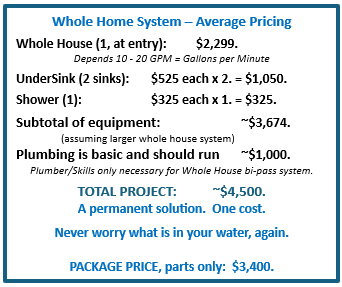 Whole Home System – Average Pricing
Whole House (1, at entry): $2,299.
Depends 10 - 20 GPM = Gallons per Minute
UnderSink (2 sinks): $525 each x 2. = $1,050.
Shower (1): $325 each x 1. = $325.
Subtotal of equipment: ~$3,674.
(assuming larger whole house system)
Plumbing is basic and should run ~$1,000.
Plumber/Skills only necessary for Whole House bi-pass system.
TOTAL PROJECT: ~$4,500.
A permanent solution. One cost.
Never worry what is in your water, again.
PACKAGE PRICE, parts only: $3,400.